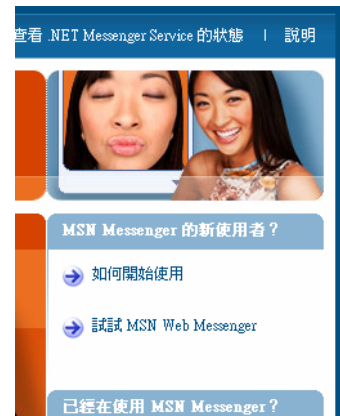 查看 .NET Messenger Service 的狀態 | 說明
MSN Messenger 的新使用者？
如何開始使用
試試 MSN Web Messenger
已經在使用 MSN Messenger？